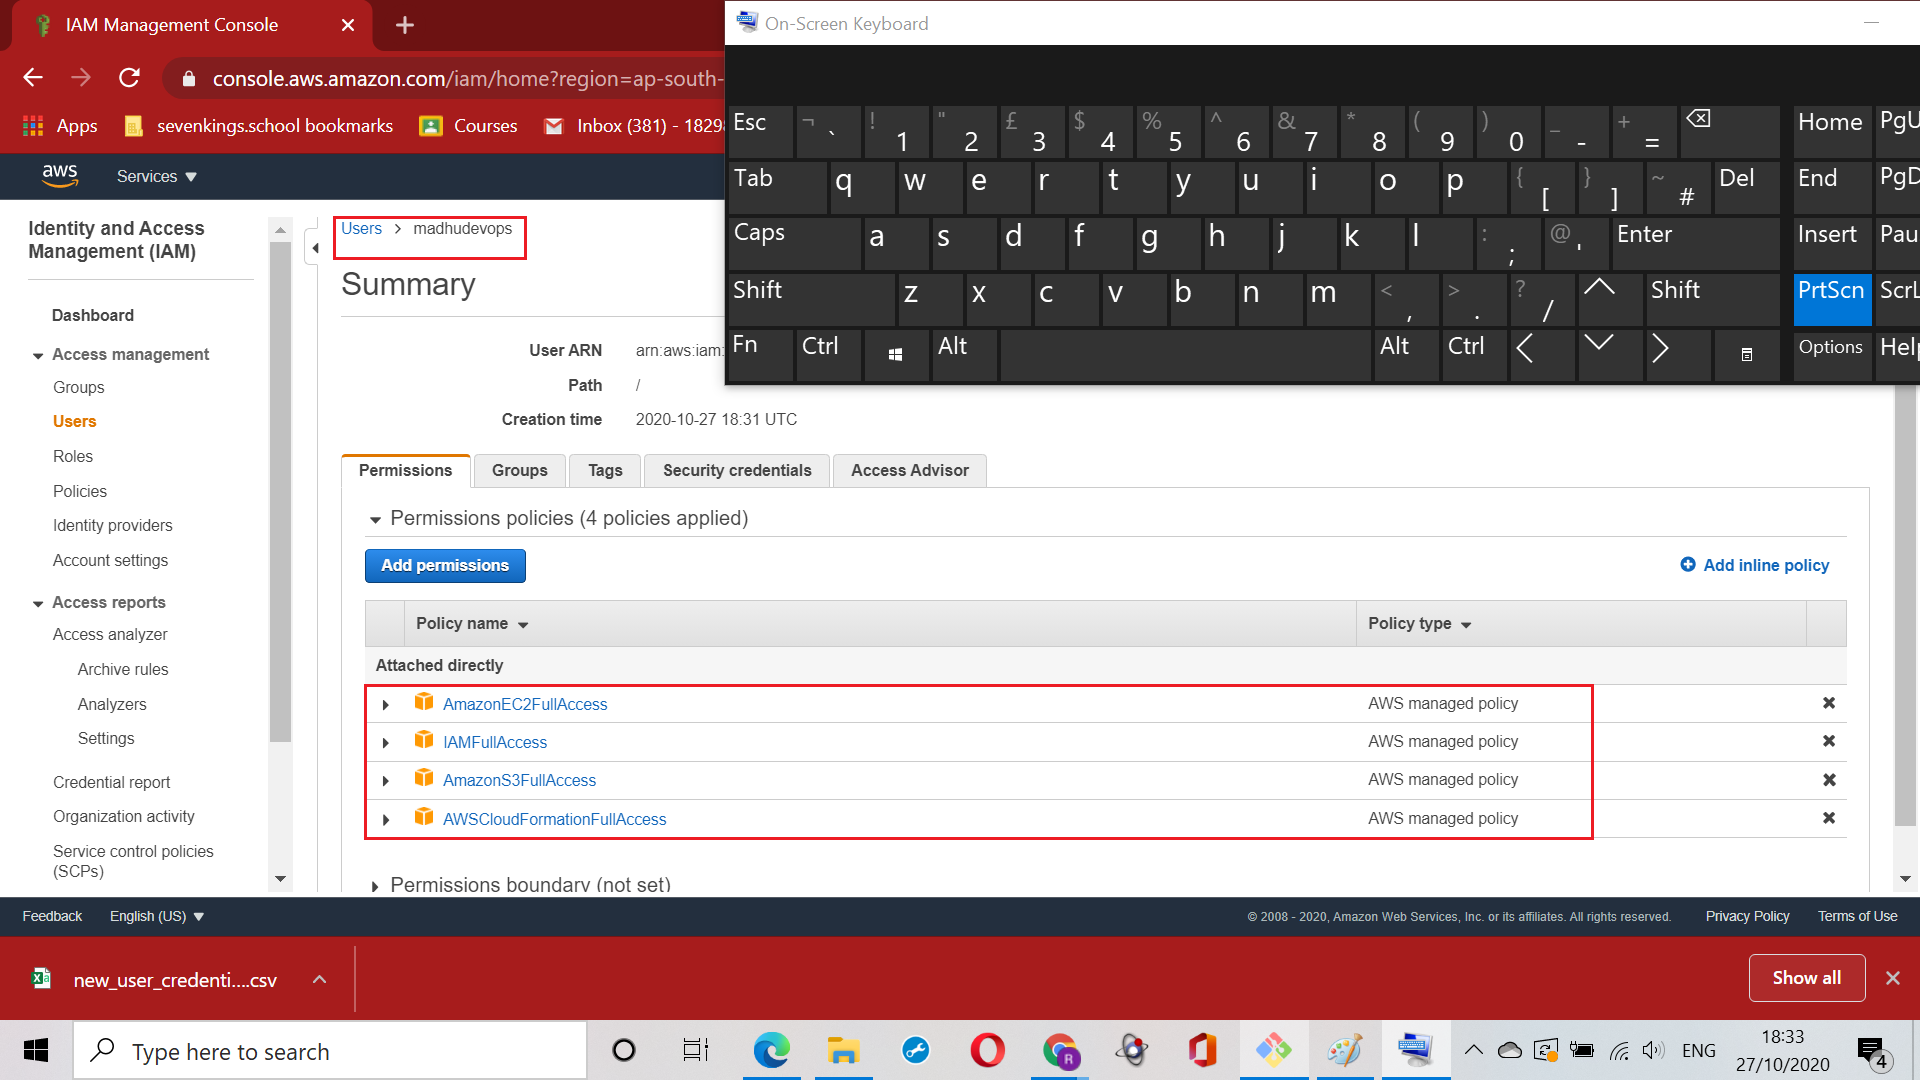 IAM Management Console
On-Screen Keyboard
console.aws.amazon.com/iam/home?region=ap-south-
Apps
sevenkings.school bookmarks
Courses
Inbox (381) - 1829
aws
Services
Esc ¬ ` ! 1 " 2 £ 3 $ 4 % 5 ^ 6 & 7 * 8 ( 9 ) 0 _ - + = Home PgU
Tab q w e r t y u i o p { [ } ] ~ # Del End PgD
Caps a s d f g h j k l : ; @ ' Enter Insert Pau
Shift z x c v b n m < , > . ? / Shift PrtScn ScrL
Fn Ctrl Alt Alt Ctrl Options Help
Identity and Access
Management (IAM)
Dashboard
Access management
Groups
Users
Roles
Policies
Identity providers
Account settings
Access reports
Access analyzer
Archive rules
Analyzers
Settings
Credential report
Organization activity
Service control policies
(SCPs)
Users > madhudevops
Summary
User ARN arn:aws:iam:
Path /
Creation time 2020-10-27 18:31 UTC
Permissions
Groups
Tags
Security credentials
Access Advisor
Permissions policies (4 policies applied)
Add permissions
Add inline policy
Policy name
Policy type
Attached directly
AmazonEC2FullAccess AWS managed policy
IAMFullAccess AWS managed policy
AmazonS3FullAccess AWS managed policy
AWSCloudFormationFullAccess AWS managed policy
Permissions boundary (not set)
Feedback
English (US)
© 2008 - 2020, Amazon Web Services, Inc. or its affiliates. All rights reserved.
Privacy Policy
Terms of Use
new_user_credenti....csv
Show all
Type here to search
R
ENG
18:33
27/10/2020
4